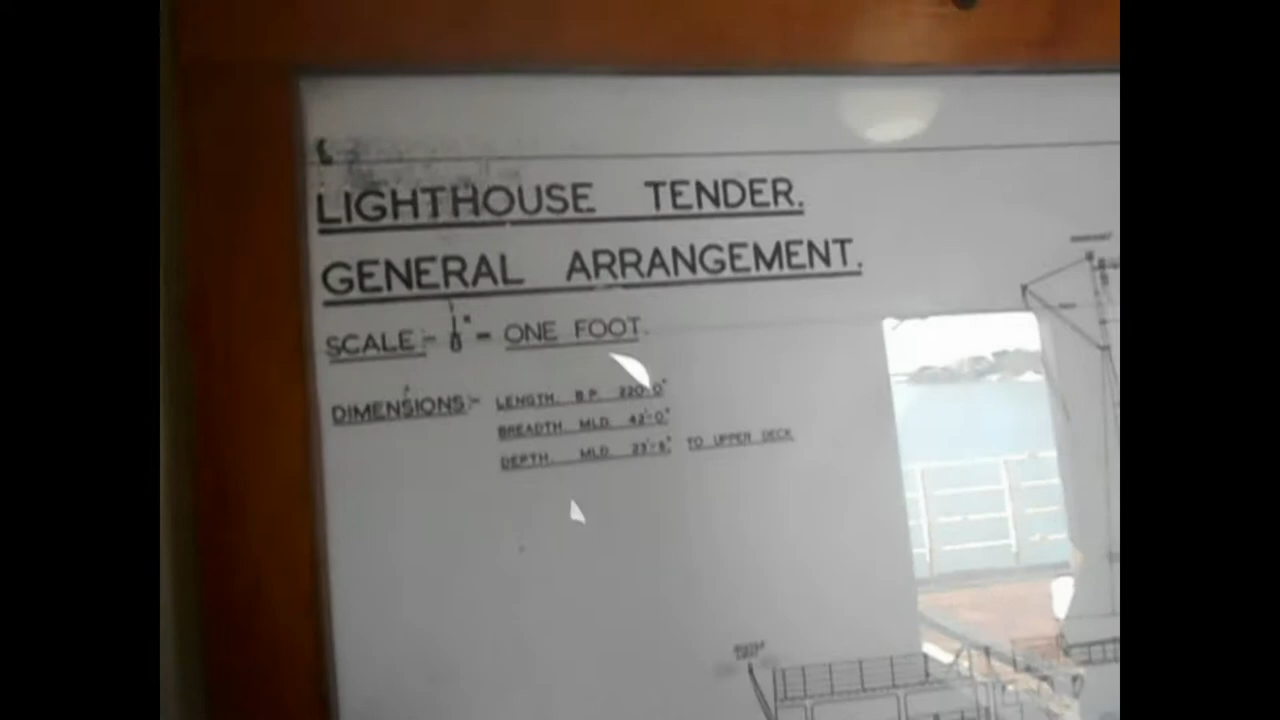 LIGHTHOUSE TENDER.
GENERAL ARRANGEMENT.
SCALE:- 1/8" = ONE FOOT.
DIMENSIONS:- LENGTH. B.P. 220'-0"
BREADTH MLD. 42'-0"
DEPTH. MLD. 23'-6" TO UPPER DECK